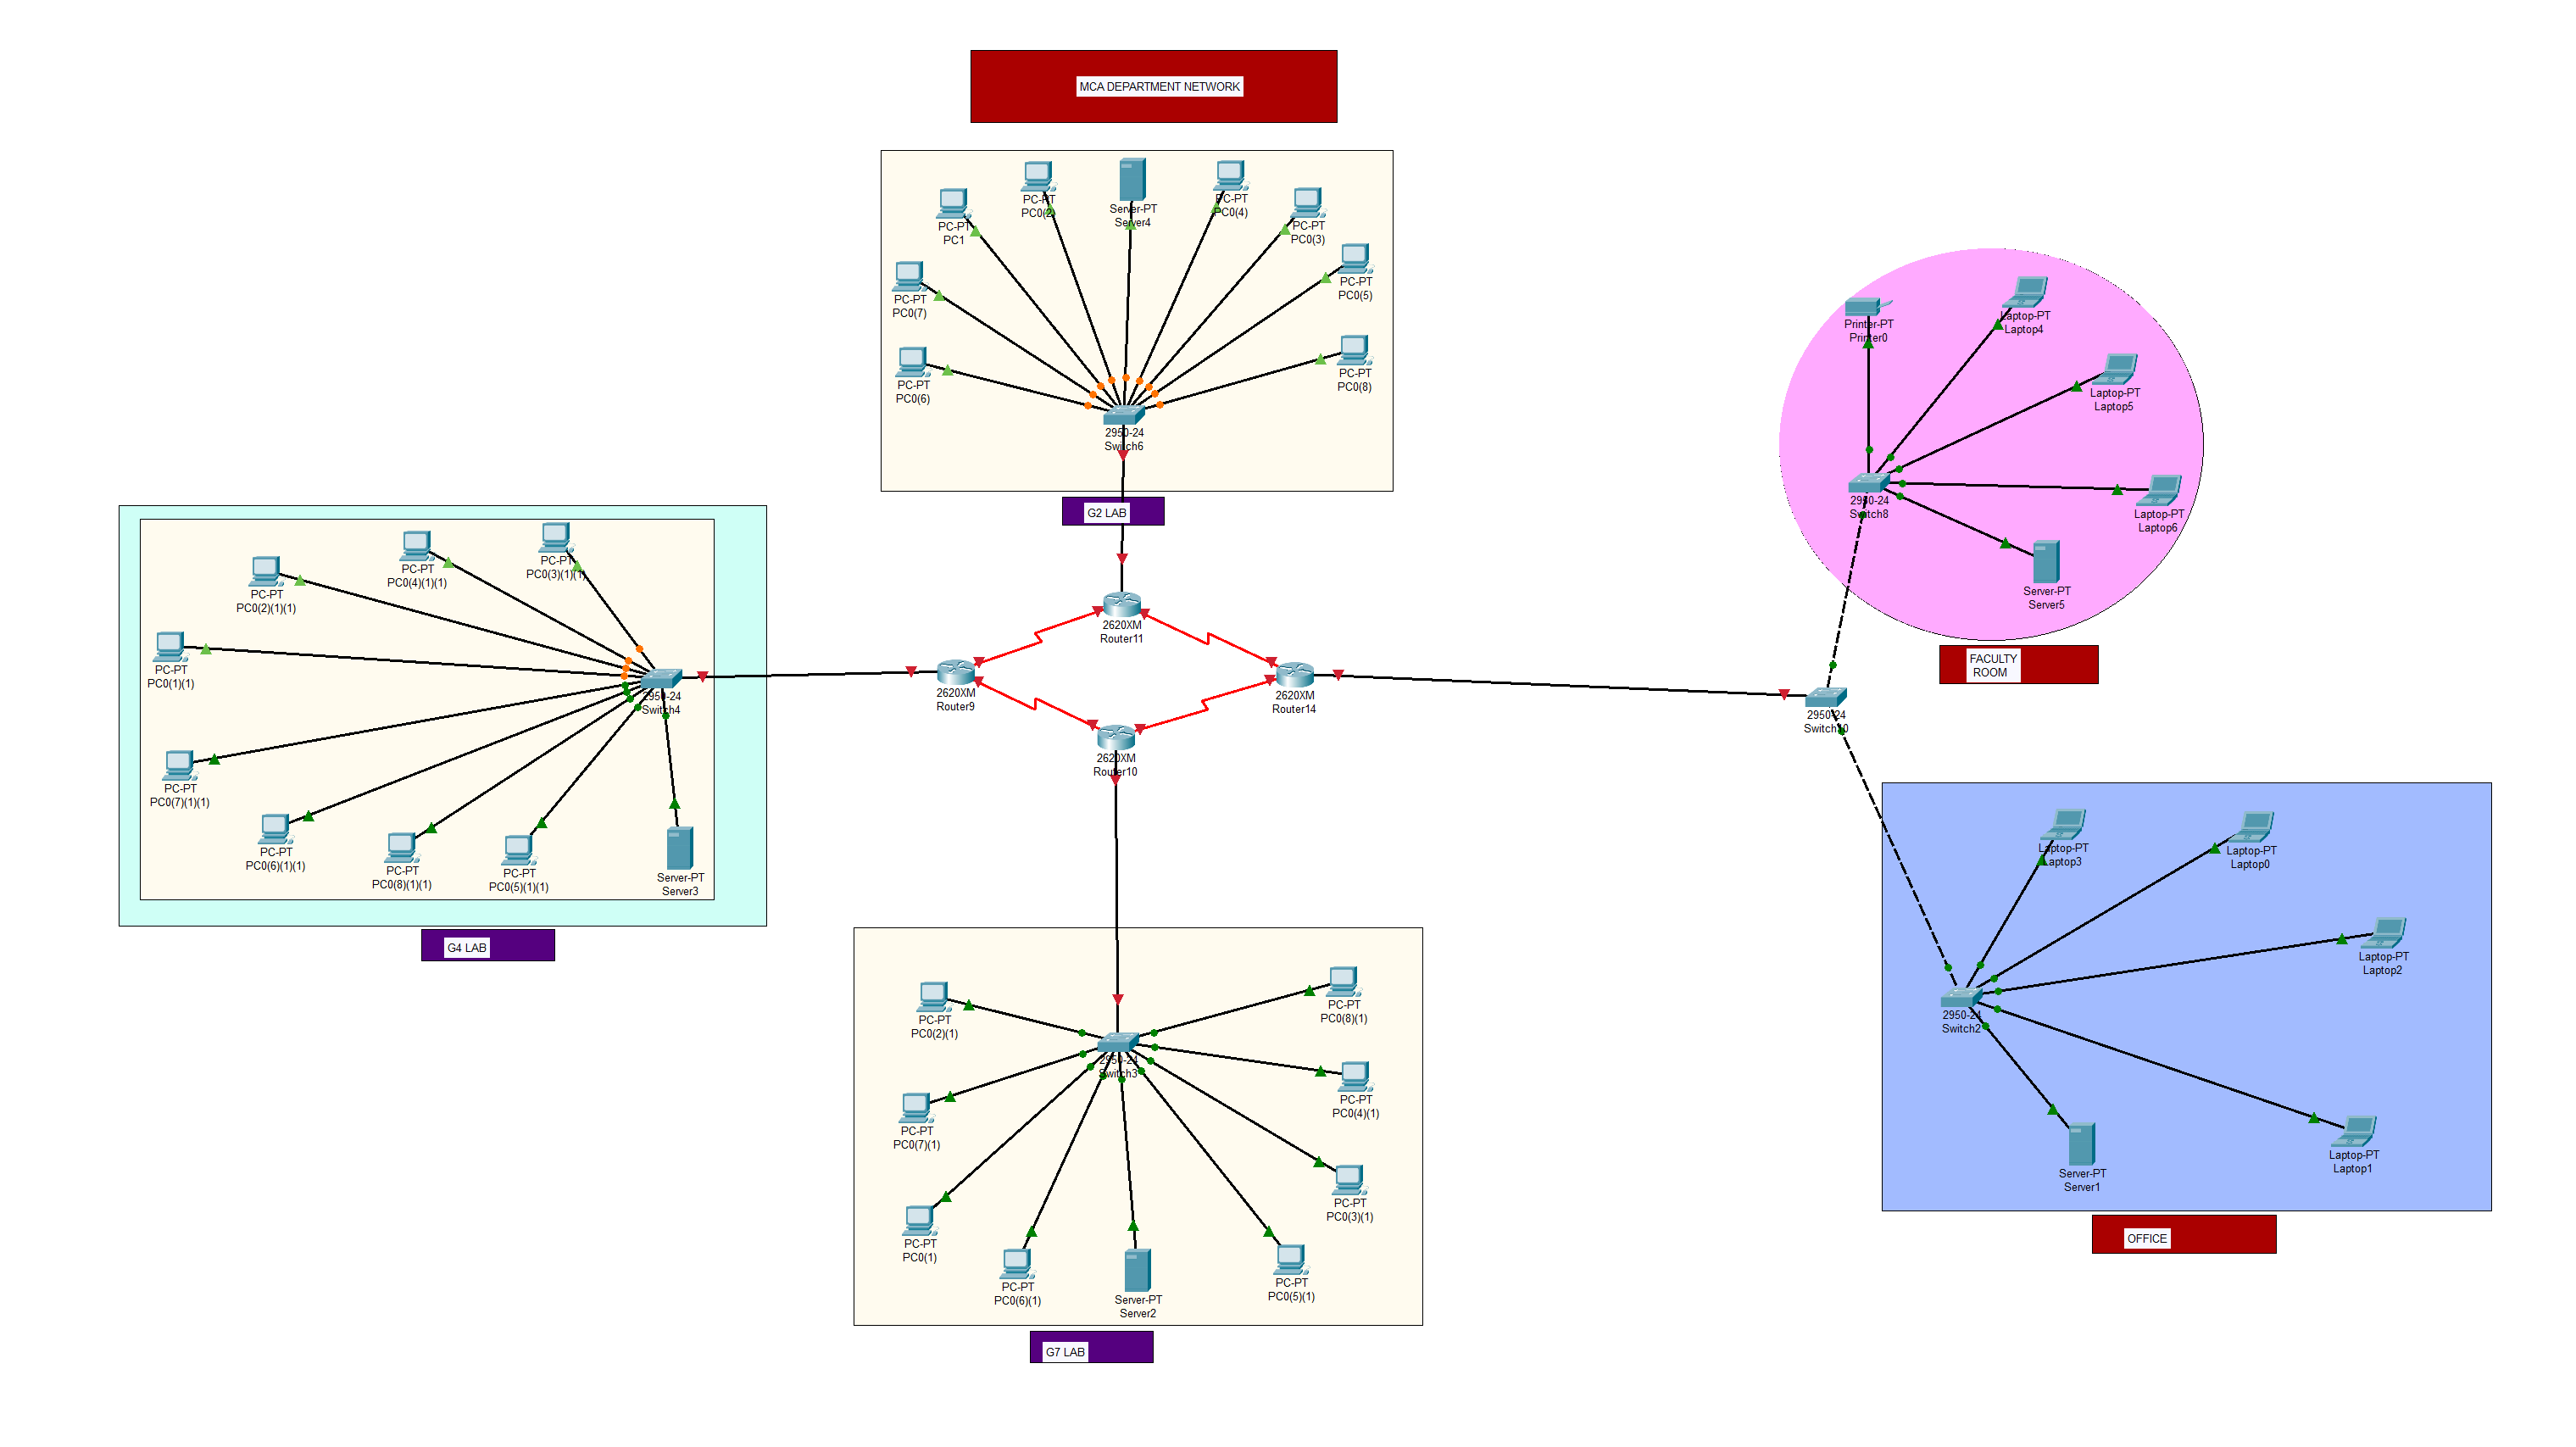 MCA DEPARTMENT NETWORK
PC-PT
PC0(2)
Server-PT
Server4
PC-PT
PC0(4)
PC-PT
PC1
PC-PT
PC0(3)
PC-PT
PC0(7)
PC-PT
PC0(5)
PC-PT
PC0(6)
PC-PT
PC0(8)
2950-24
Switch6
G2 LAB
Printer-PT
Printer0
Laptop-PT
Laptop4
Laptop-PT
Laptop5
2950-24
Switch8
Laptop-PT
Laptop6
Server-PT
Server5
FACULTY
ROOM
PC-PT
PC0(3)(1)(1)
PC-PT
PC0(4)(1)(1)
PC-PT
PC0(2)(1)(1)
PC-PT
PC0(1)(1)
2950-24
Switch4
PC-PT
PC0(7)(1)(1)
PC-PT
PC0(6)(1)(1)
PC-PT
PC0(8)(1)(1)
PC-PT
PC0(5)(1)(1)
Server-PT
Server3
G4 LAB
2620XM
Router11
2620XM
Router9
2620XM
Router14
2620XM
Router10
2950-24
Switch10
PC-PT
PC0(2)(1)
PC-PT
PC0(8)(1)
2950-24
Switch3
PC-PT
PC0(7)(1)
PC-PT
PC0(4)(1)
PC-PT
PC0(1)
PC-PT
PC0(3)(1)
PC-PT
PC0(6)(1)
Server-PT
Server2
PC-PT
PC0(5)(1)
G7 LAB
Laptop-PT
Laptop3
Laptop-PT
Laptop0
Laptop-PT
Laptop2
2950-24
Switch2
Laptop-PT
Laptop1
Server-PT
Server1
OFFICE